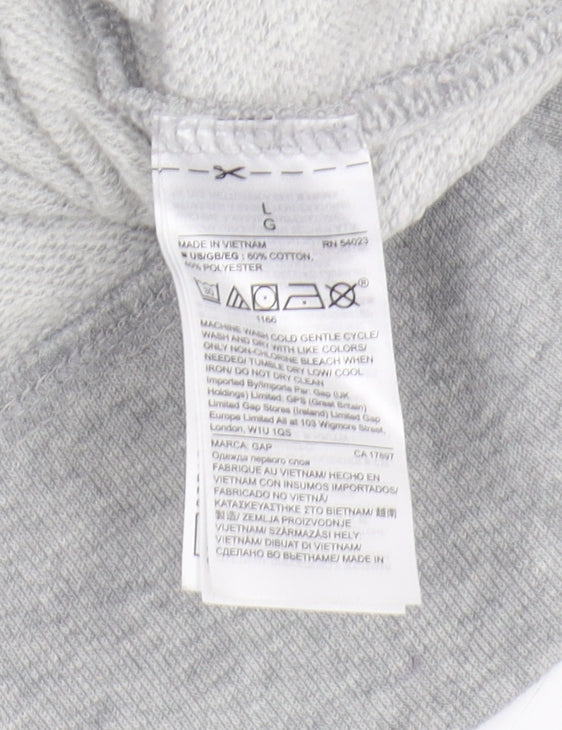 L
G
MADE IN VIETNAM RN 54023
US/GB/EG : 60% COTTON,
40% POLYESTER
®
1166
MACHINE WASH COLD GENTLE CYCLE/
WASH AND DRY WITH LIKE COLORS/
ONLY NON-CHLORINE BLEACH WHEN
NEEDED/ TUMBLE DRY LOW/ COOL
IRON/ DO NOT DRY CLEAN
Imported By/Importe Par: Gap (UK
Holdings) Limited: GPS (Great Britain)
Limited Gap Stores (Ireland) Limited Gap
Europe Limited All at 103 Wigmore Street,
London, W1U 1QS
MARCA: GAP CA 17897
Одежда первого слоя
FABRIQUE AU VIETNAM/ HECHO EN
VIETNAM CON INSUMOS IMPORTADOS/
FABRICADO NO VIETNÃ/
ΚΑΤΑΣΚΕΥΑΣΤΗΚΕ ΣΤΟ ΒΙΕΤΝΑΜ/ 越南
製造/ ZEMLJA PROIZVODNJE
VIJETNAM/ SZÁRMAZÁSI HELY:
VIETNAM/ DIBUAT DI VIETNAM/
СДЕЛАНО ВО ВЬЕТНАМЕ/ MADE IN